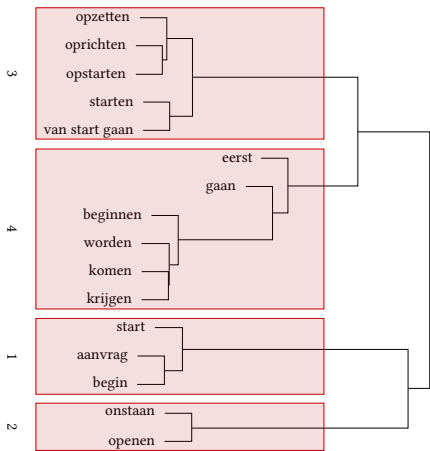 opzetten
oprichten
opstarten
starten
van start gaan
3
eerst
gaan
beginnen
worden
komen
krijgen
4
start
aanvrag
begin
1
onstaan
openen
2